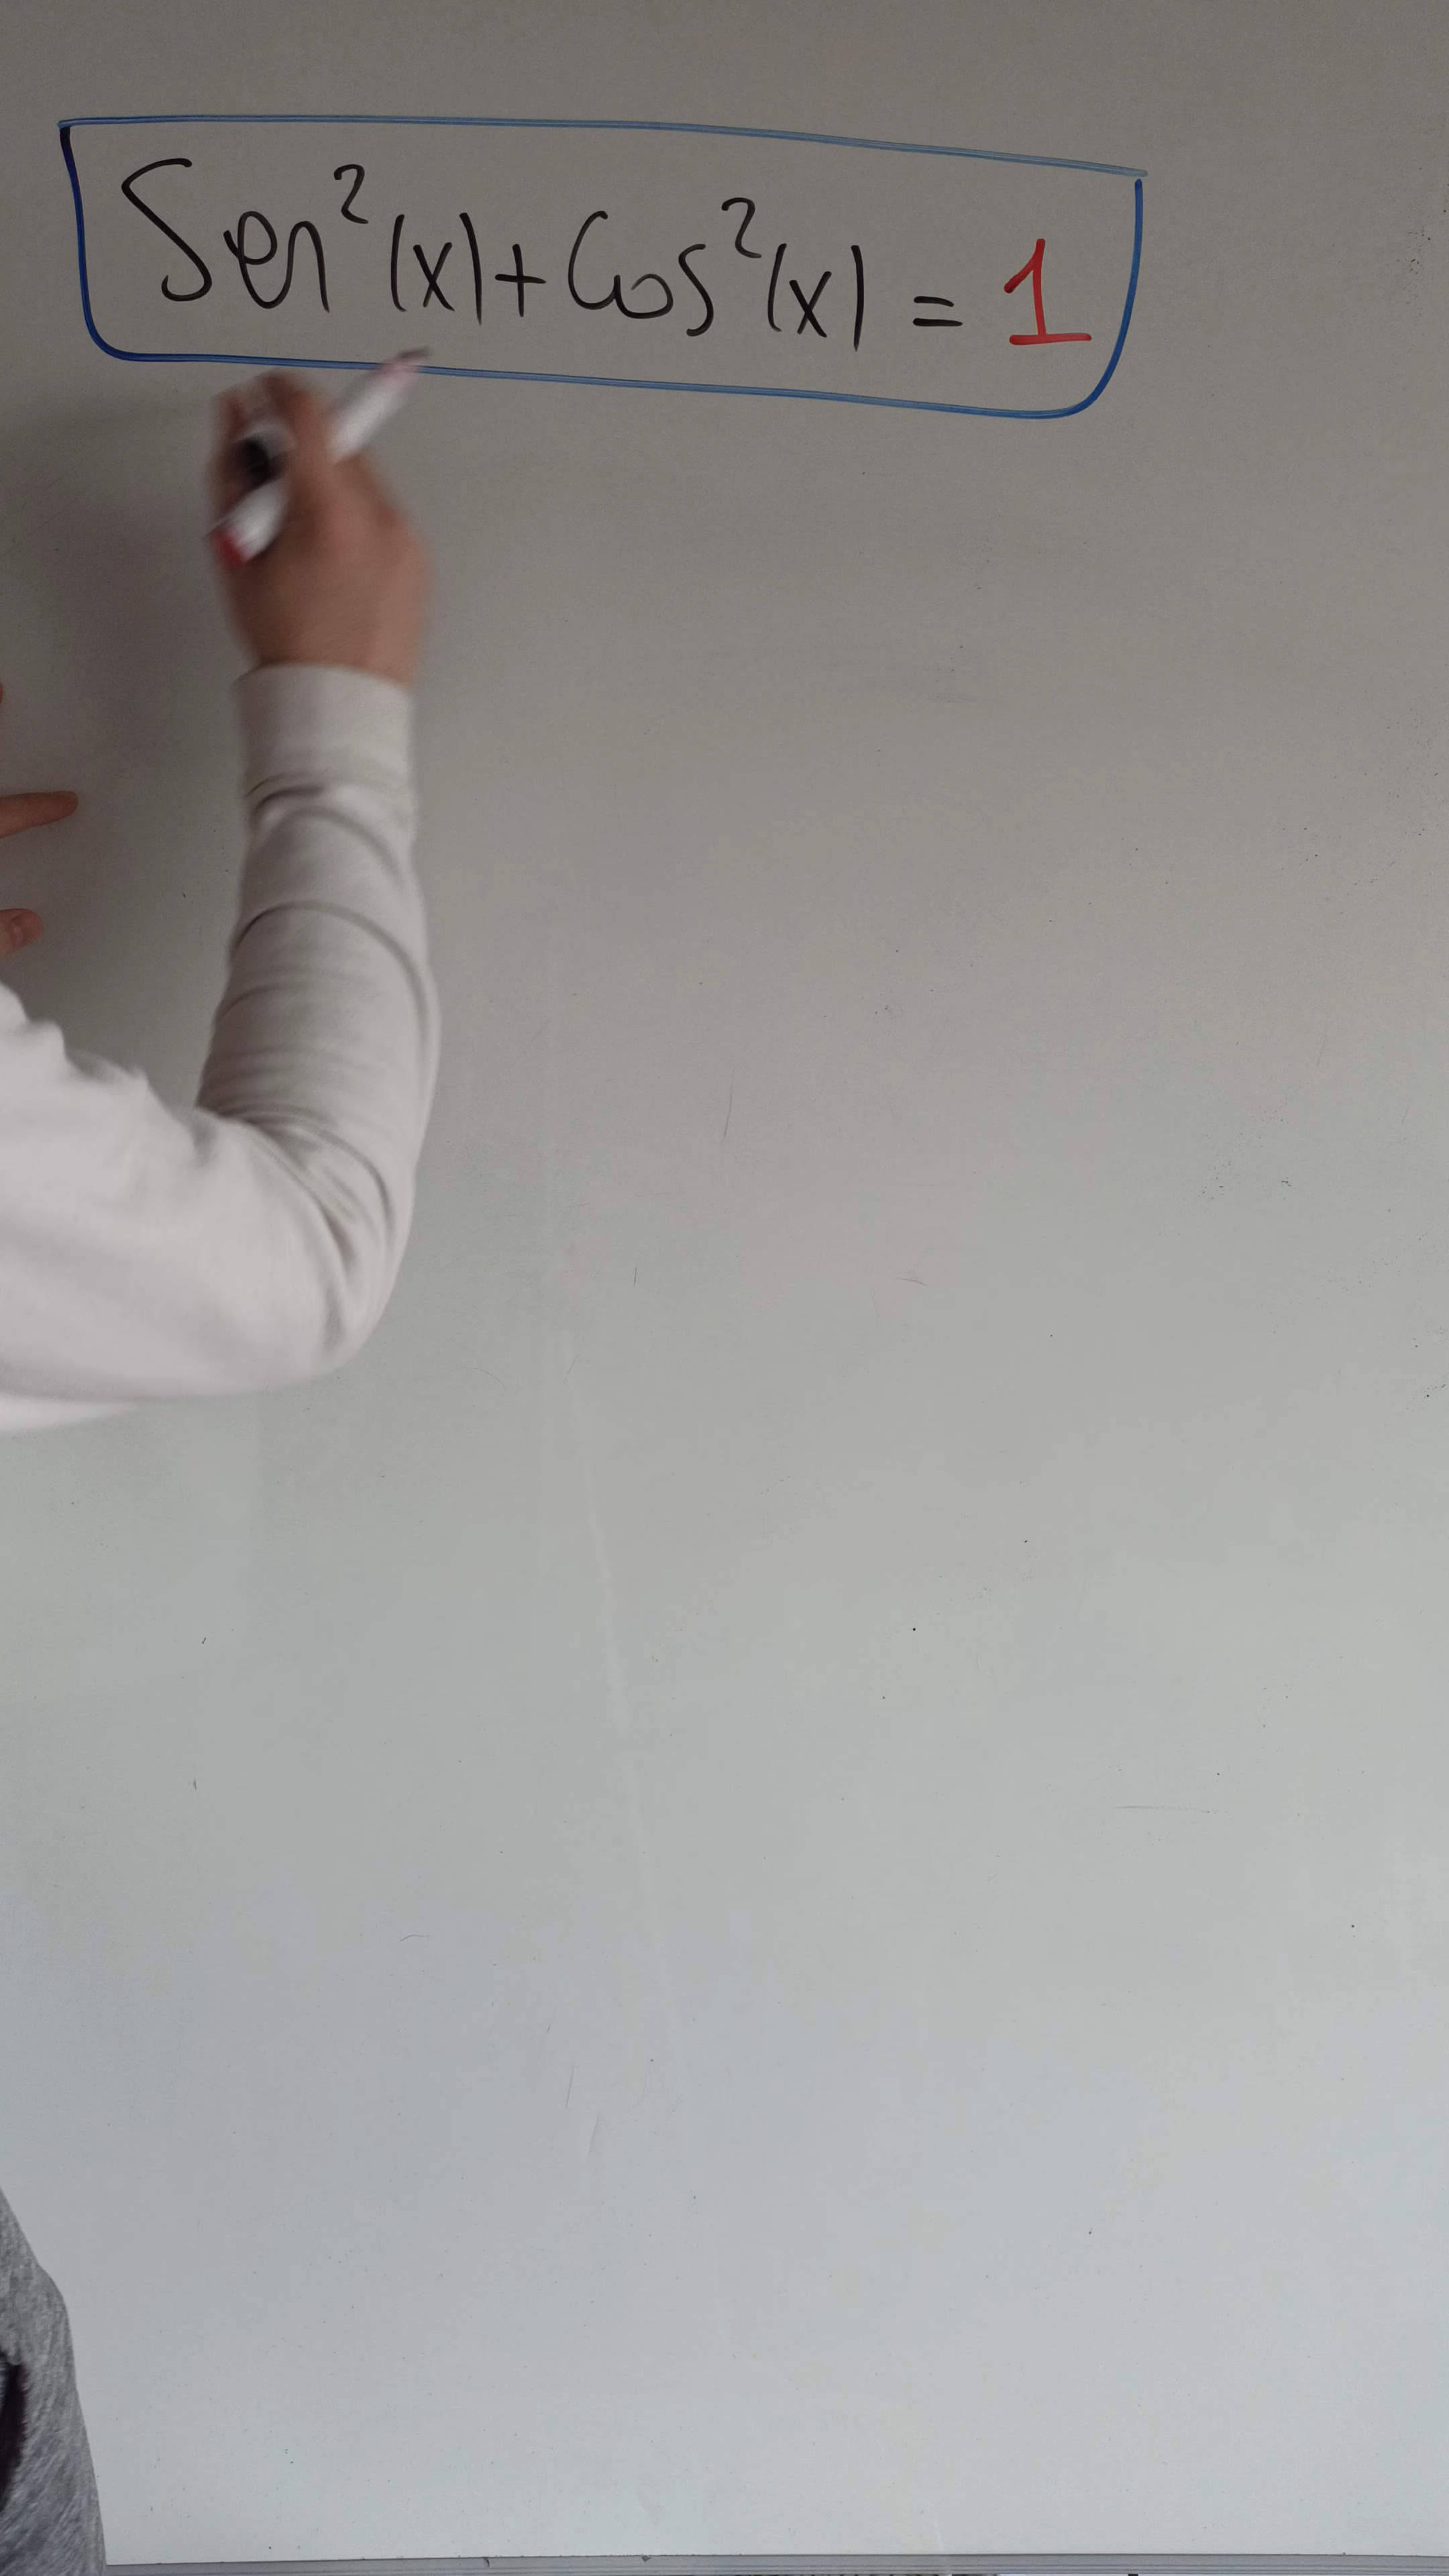 Sen²(x)+Cos²(x) = 1